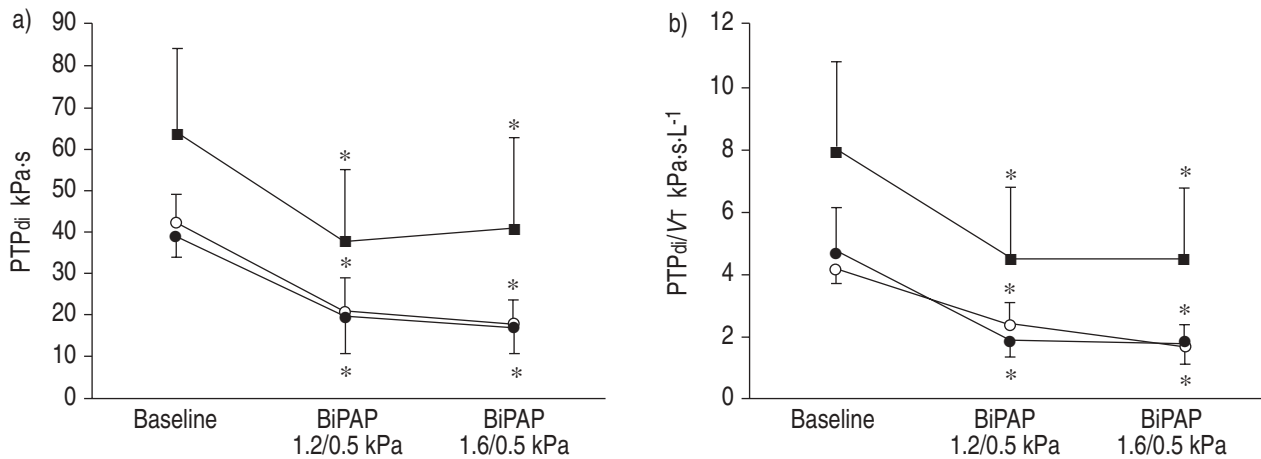 a)
PTPdi kPa·s
90
80
70
60
50
40
30
20
10
0
*
*
*
*
*
*
Baseline
BiPAP
1.2/0.5 kPa
BiPAP
1.6/0.5 kPa
b)
PTPdi/VT kPa·s·L-1
12
10
8
6
4
2
0
*
*
*
*
*
*
Baseline
BiPAP
1.2/0.5 kPa
BiPAP
1.6/0.5 kPa